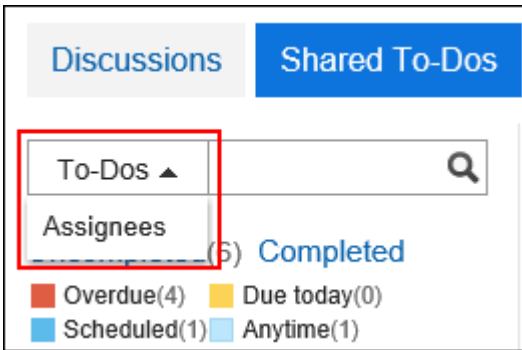 Discussions Shared To-Dos
To-Dos ▲
Assignees
(6) Completed
Overdue(4) Due today(0)
Scheduled(1) Anytime(1)